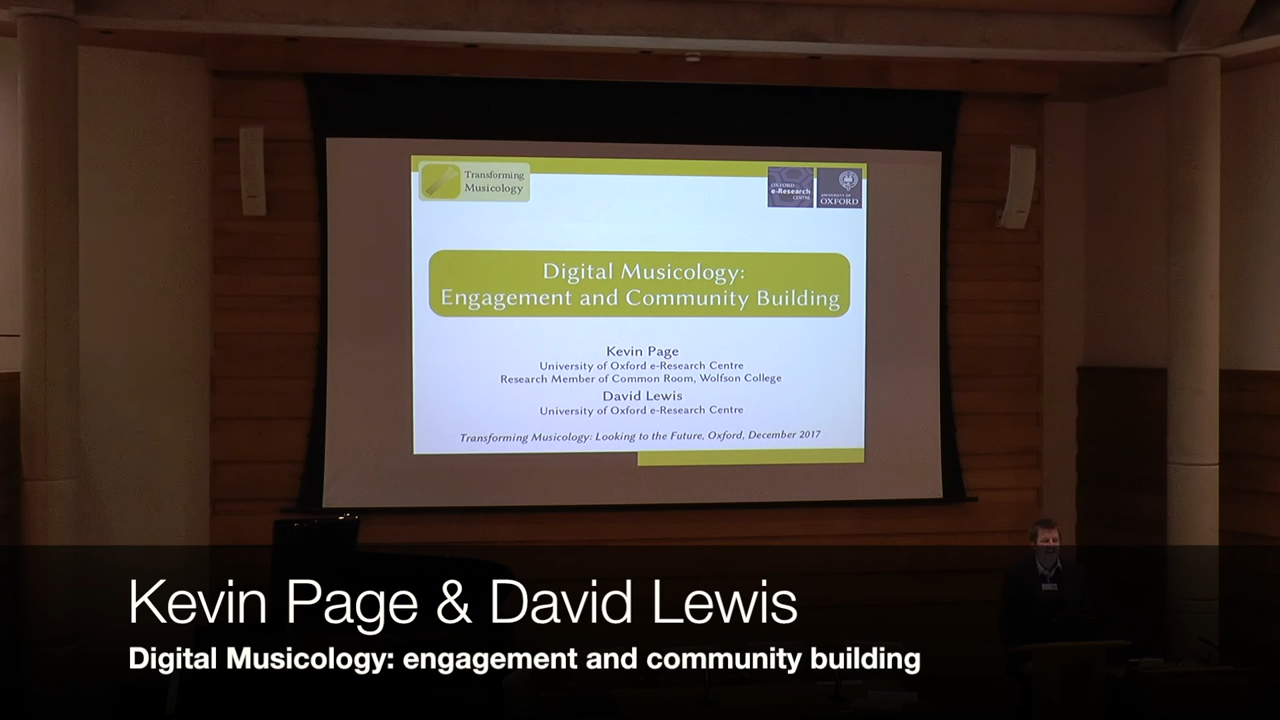 Transforming
Musicology
OXFORD
e-Research
CENTRE
UNIVERSITY OF
OXFORD
Digital Musicology:
Engagement and Community Building
Kevin Page
University of Oxford e-Research Centre
Research Member of Common Room, Wolfson College
David Lewis
University of Oxford e-Research Centre
Transforming Musicology: Looking to the Future, Oxford, December 2017
Kevin Page & David Lewis
Digital Musicology: engagement and community building